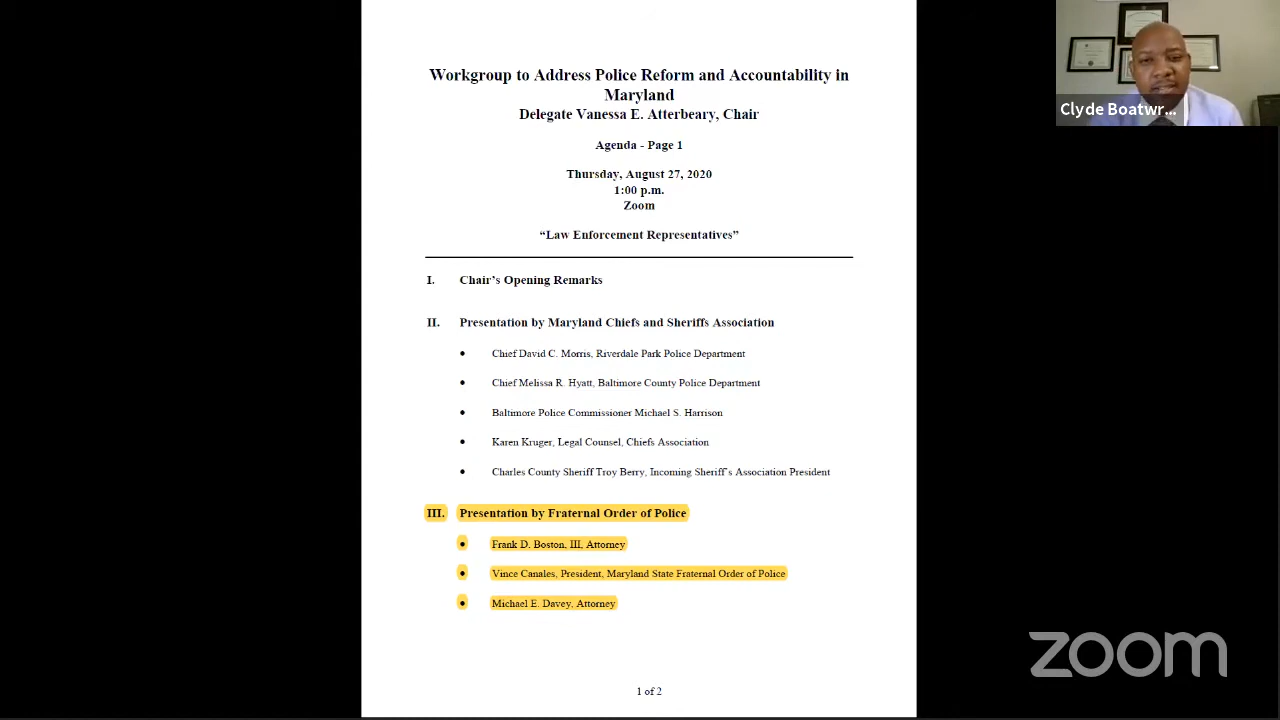 Workgroup to Address Police Reform and Accountability in
Maryland
Delegate Vanessa E. Atterbeary, Chair
Agenda - Page 1
Thursday, August 27, 2020
1:00 p.m.
Zoom
“Law Enforcement Representatives”
I. Chair’s Opening Remarks
II. Presentation by Maryland Chiefs and Sheriffs Association
• Chief David C. Morris, Riverdale Park Police Department
• Chief Melissa R. Hyatt, Baltimore County Police Department
• Baltimore Police Commissioner Michael S. Harrison
• Karen Kruger, Legal Counsel, Chiefs Association
• Charles County Sheriff Troy Berry, Incoming Sheriff’s Association President
III. Presentation by Fraternal Order of Police
• Frank D. Boston, III, Attorney
• Vince Canales, President, Maryland State Fraternal Order of Police
• Michael E. Davey, Attorney
1 of 2
Clyde Boatwr...
zoom